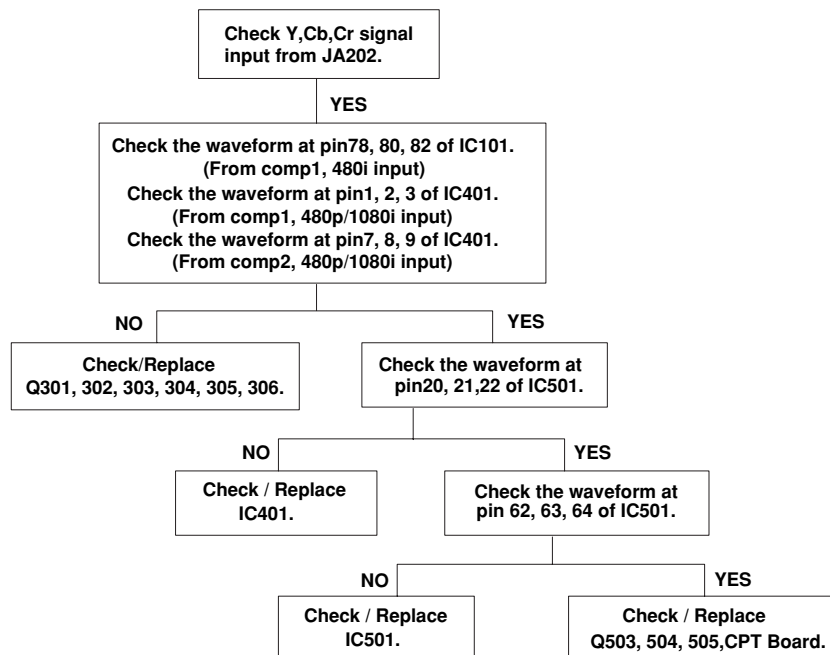 Check Y,Cb,Cr signal
input from JA202.
YES
Check the waveform at pin78, 80, 82 of IC101.
(From comp1, 480i input)
Check the waveform at pin1, 2, 3 of IC401.
(From comp1, 480p/1080i input)
Check the waveform at pin7, 8, 9 of IC401.
(From comp2, 480p/1080i input)
NO
YES
Check/Replace
Q301, 302, 303, 304, 305, 306.
Check the waveform at
pin20, 21,22 of IC501.
NO
YES
Check / Replace
IC401.
Check the waveform at
pin 62, 63, 64 of IC501.
NO
YES
Check / Replace
IC501.
Check / Replace
Q503, 504, 505,CPT Board.